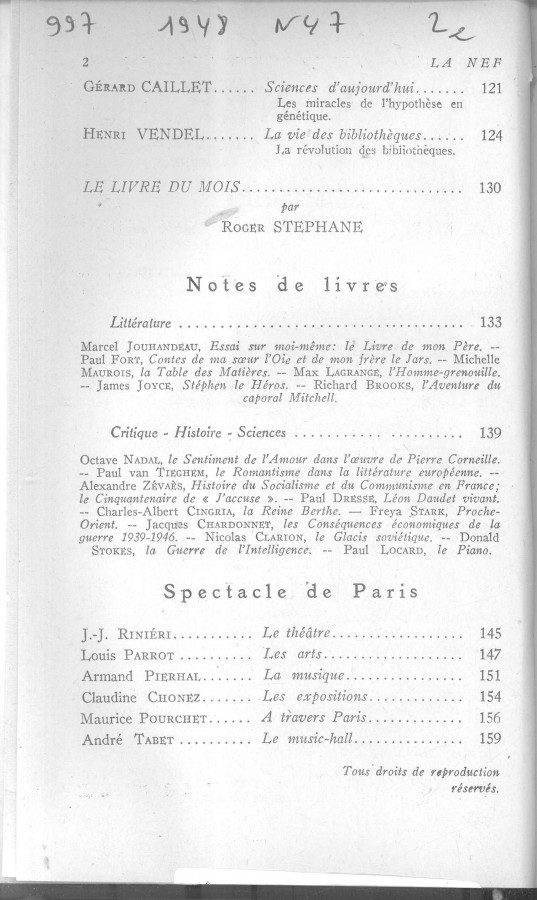 997 1948 N47 2e
2 LA NEF
GÉRARD CAILLET...... Sciences d'aujourd'hui....... 121
Les miracles de l'hypothèse en
génétique.
HENRI VENDEL....... La vie des bibliothèques...... 124
La révolution des bibliothèques.
LE LIVRE DU MOIS.............................. 130
par
ROGER STEPHANE
Notes de livres
Littérature ..................................... 133
Marcel JOUHANDEAU, Essai sur moi-même: le Livre de mon Père. --
Paul FORT, Contes de ma sœur l'Oie et de mon frère le Jars. -- Michelle
MAUROIS, la Table des Matières. -- Max LAGRANGE, l'Homme-grenouille.
-- James JOYCE, Stéphen le Héros. -- Richard BROOKS, l'Aventure du
caporal Mitchell.
Critique - Histoire - Sciences ...................... 139
Octave NADAL, le Sentiment de l'Amour dans l'œuvre de Pierre Corneille.
-- Paul van TIEGHEM, le Romantisme dans la littérature européenne. --
Alexandre ZÉVAÈS, Histoire du Socialisme et du Communisme en France;
le Cinquantenaire de « J'accuse ». -- Paul DRESSE, Léon Daudet vivant.
-- Charles-Albert CINGRIA, la Reine Berthe. — Freya STARK, Proche-
Orient. -- Jacques CHARDONNET, les Conséquences économiques de la
guerre 1939-1946. -- Nicolas CLARION, le Glacis soviétique. -- Donald
STOKES, la Guerre de l'Intelligence. -- Paul LOCARD, le Piano.
Spectacle de Paris
J.-J. RINIÉRI........... Le théâtre................. 145
Louis PARROT .......... Les arts.................. 147
Armand PIERHAL....... La musique............... 151
Claudine CHONEZ....... Les expositions............ 154
Maurice POURCHET...... A travers Paris............ 156
André TABET .......... Le music-hall.............. 159
Tous droits de reproduction
réservés.